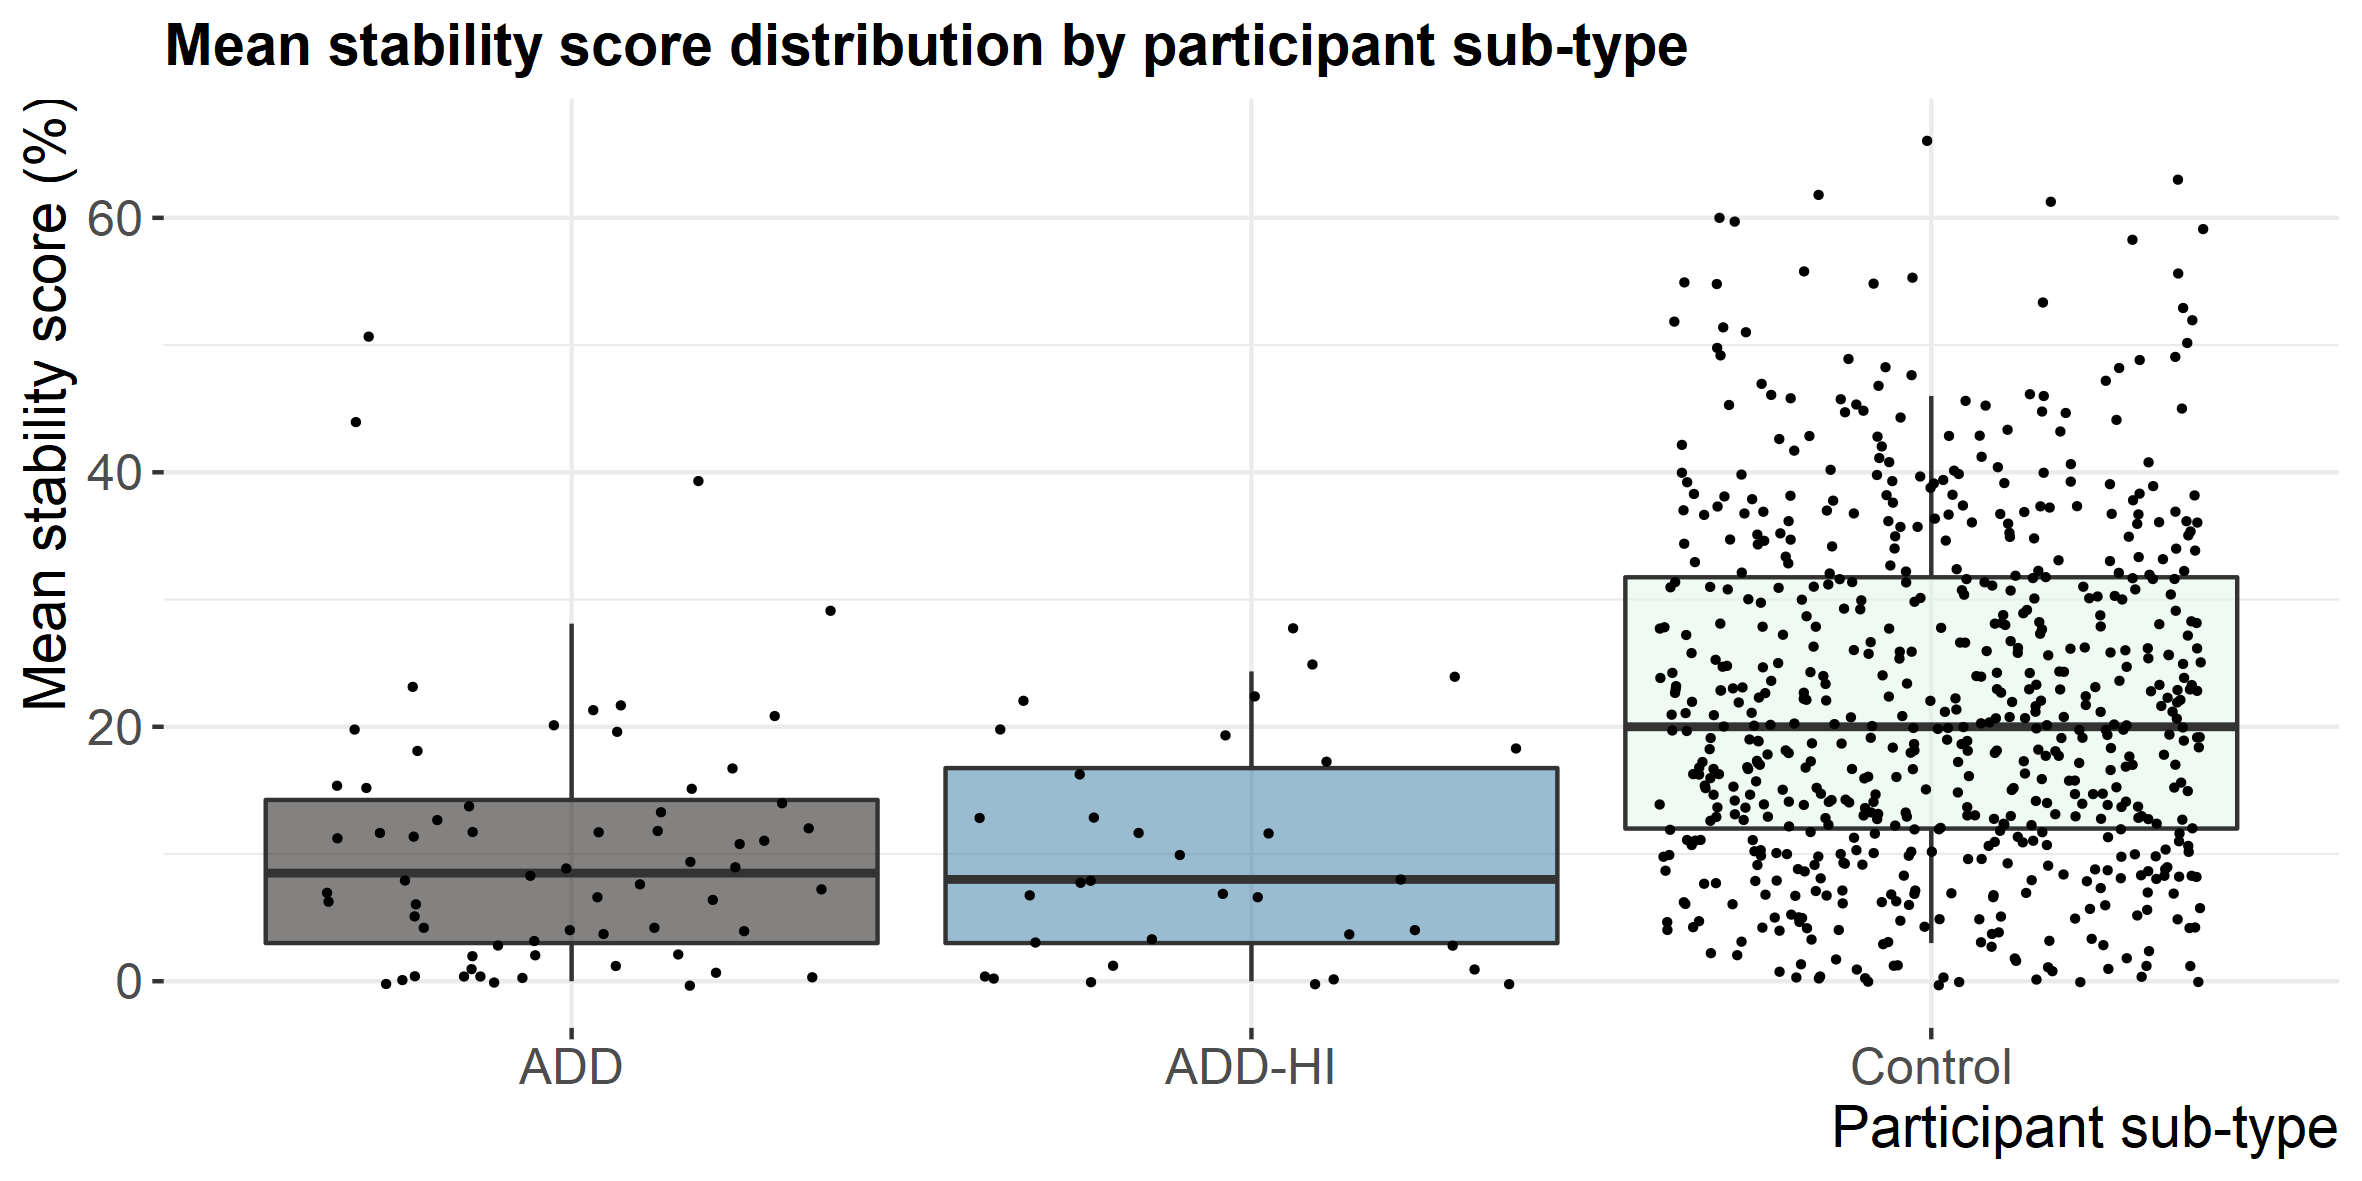 Mean stability score distribution by participant sub-type
Mean stability score (%)
60
40
20
0
ADD
ADD-HI
Control
Participant sub-type